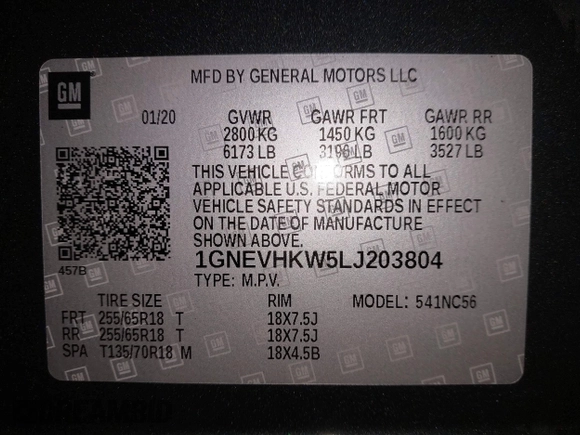 GM
MFD BY GENERAL MOTORS LLC
01/20 GVWR GAWR FRT GAWR RR
2800 KG 1450 KG 1600 KG
6173 LB 3196 LB 3527 LB
THIS VEHICLE CONFORMS TO ALL
APPLICABLE U.S. FEDERAL MOTOR
VEHICLE SAFETY STANDARDS IN EFFECT
ON THE DATE OF MANUFACTURE
SHOWN ABOVE.
457B
1GNEVHKW5LJ203804
TYPE: M.P.V.
TIRE SIZE RIM MODEL: 541NC56
FRT 255/65R18 T 18X7.5J
RR 255/65R18 T 18X7.5J
SPA T135/70R18 M 18X4.5B